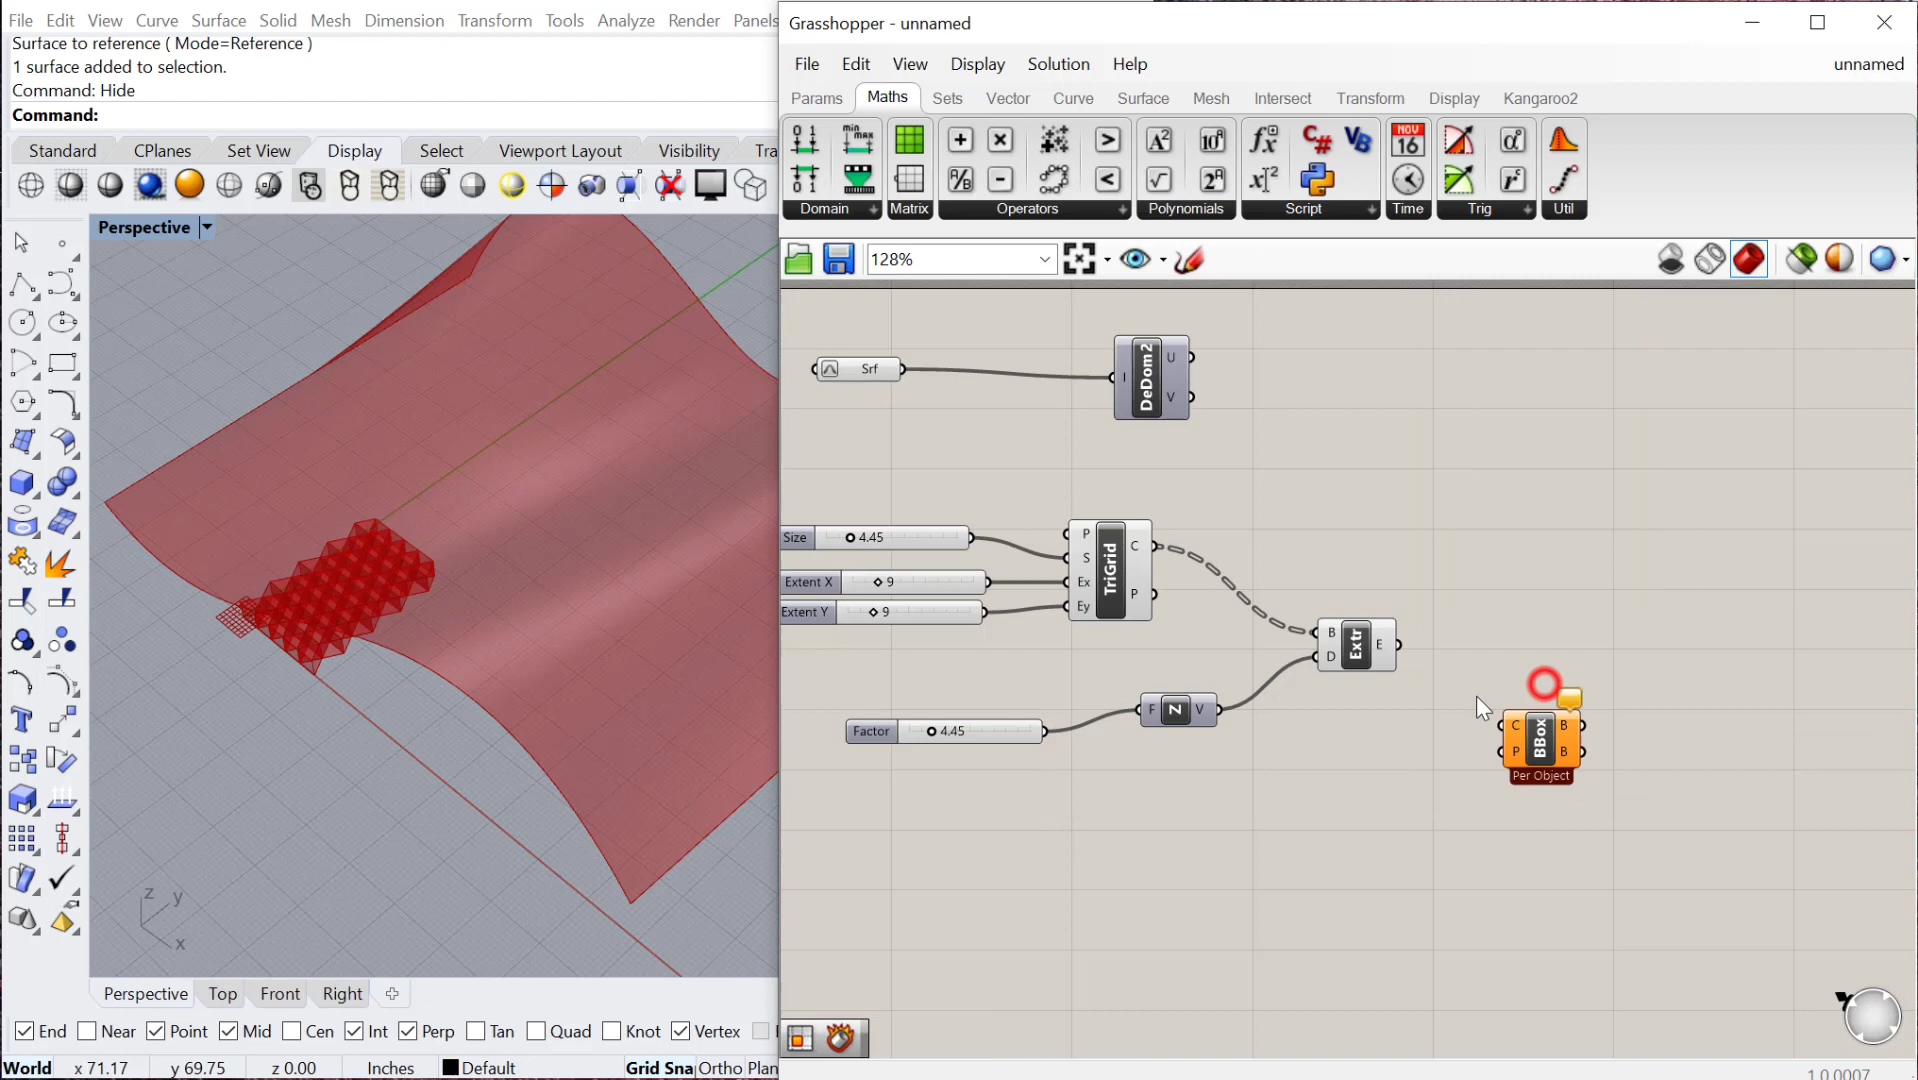 File Edit View Curve Surface Solid Mesh Dimension Transform Tools Analyze Render Panels
Surface to reference ( Mode=Reference )
1 surface added to selection.
Command: Hide
Command:
Standard CPlanes Set View Display Select Viewport Layout Visibility Tra
Perspective
z y
x
Perspective Top Front Right
End Near Point Mid Cen Int Perp Tan Quad Knot Vertex
World x 71.17 y 69.75 z 0.00 Inches Default Grid Sna Ortho Plan
Grasshopper - unnamed
File Edit View Display Solution Help unnamed
Params Maths Sets Vector Curve Surface Mesh Intersect Transform Display Kangaroo2
Domain Matrix Operators Polynomials Script Time Trig Util
128%
Srf
I DeDom2 U V
Size 4.45
Extent X 9
Extent Y 9
P S Ex Ey TriGrid C P
B D Extr E
Factor 4.45
F Z V
C P BBox B B
Per Object
1.0.0007